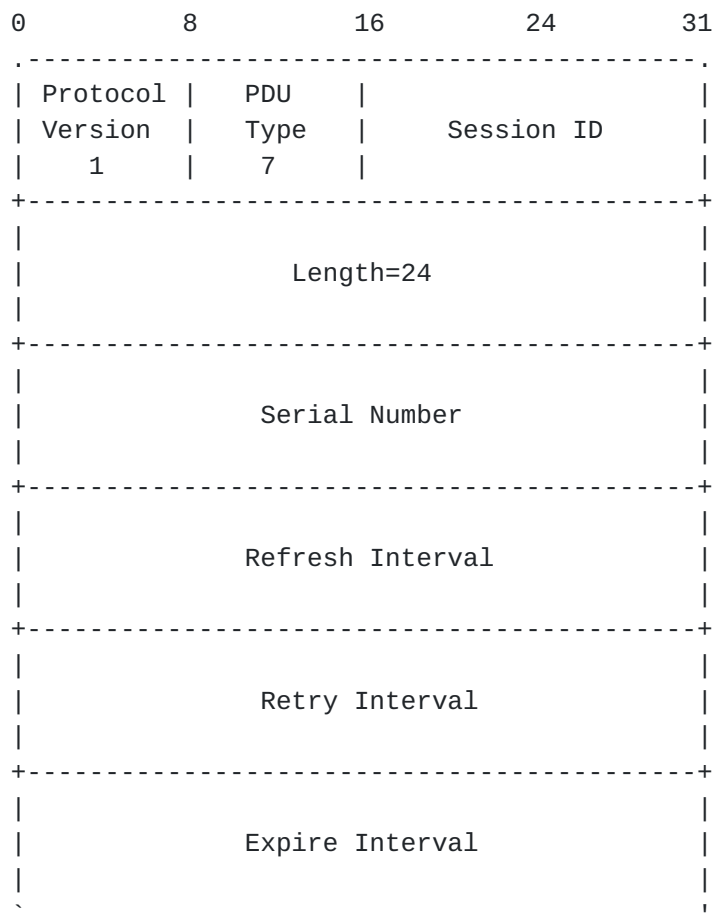 0          8          16         24        31
.-------------------------------------------.
| Protocol |   PDU    |                     |
| Version  |   Type   |     Session ID      |
|    1     |    7     |                     |
+-------------------------------------------+
|                                           |
|                 Length=24                 |
|                                           |
+-------------------------------------------+
|                                           |
|               Serial Number               |
|                                           |
+-------------------------------------------+
|                                           |
|              Refresh Interval             |
|                                           |
+-------------------------------------------+
|                                           |
|               Retry Interval              |
|                                           |
+-------------------------------------------+
|                                           |
|              Expire Interval              |
|                                           |
`-------------------------------------------'